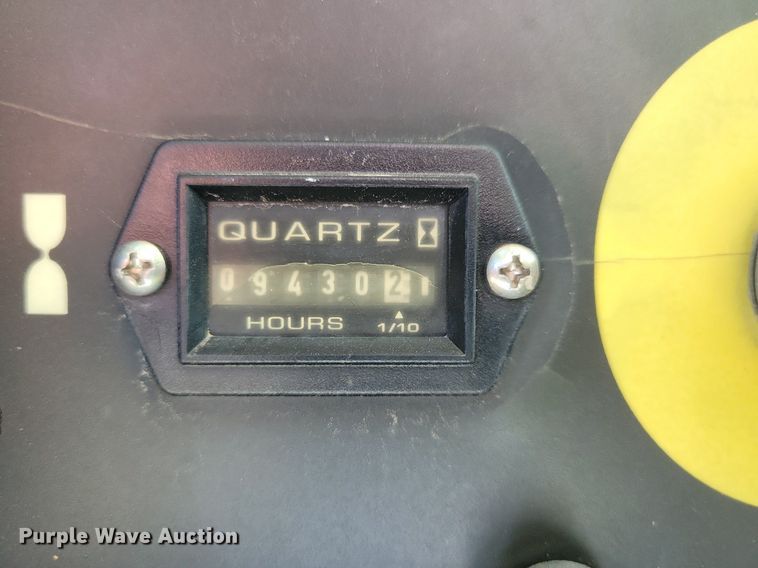 QUARTZ
0943021
HOURS 1/10
Purple Wave Auction®